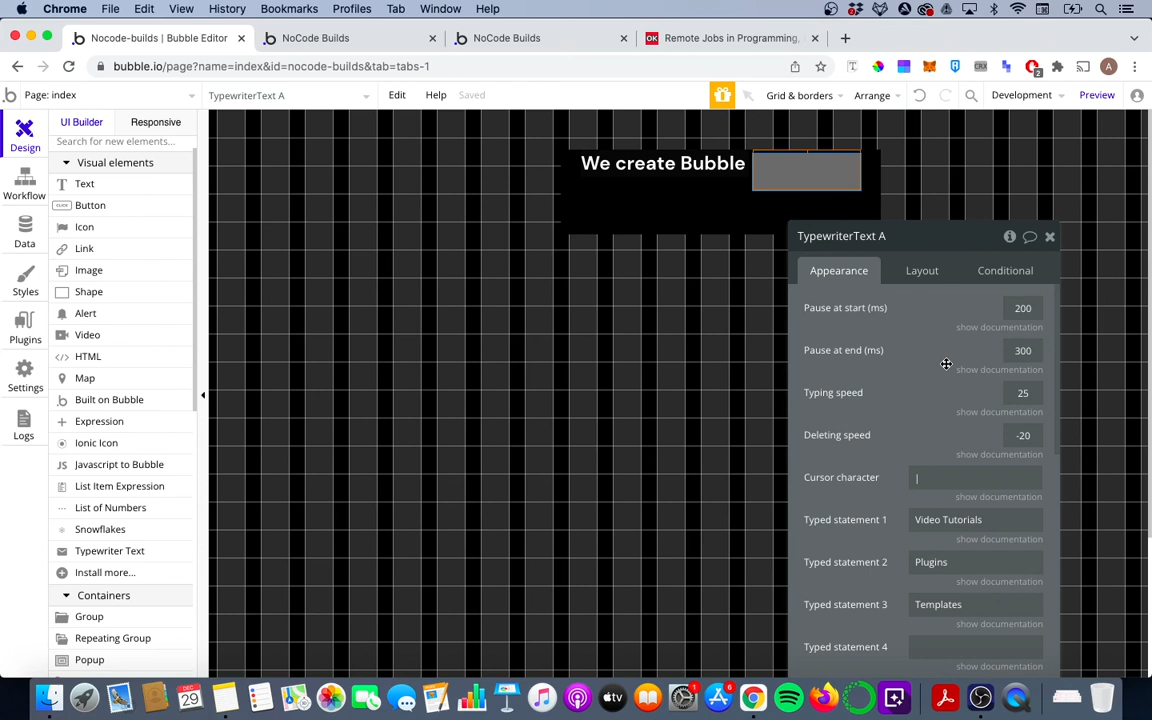 Chrome File Edit View History Bookmarks Profiles Tab Window Help
Nocode-builds | Bubble Editor
NoCode Builds
NoCode Builds
Remote Jobs in Programming,
bubble.io/page?name=index&id=nocode-builds&tab=tabs-1
Page: index
TypewriterText A
Edit
Help
Saved
Grid & borders
Arrange
Development
Preview
Design
Workflow
Data
Styles
Plugins
Settings
Logs
UI Builder
Responsive
Search for new elements...
Visual elements
Text
Button
Icon
Link
Image
Shape
Alert
Video
HTML
Map
Built on Bubble
Expression
Ionic Icon
Javascript to Bubble
List Item Expression
List of Numbers
Snowflakes
Typewriter Text
Install more...
Containers
Group
Repeating Group
Popup
We create Bubble
TypewriterText A
Appearance
Layout
Conditional
Pause at start (ms) 200
show documentation
Pause at end (ms) 300
show documentation
Typing speed 25
show documentation
Deleting speed -20
show documentation
Cursor character |
show documentation
Typed statement 1 Video Tutorials
show documentation
Typed statement 2 Plugins
show documentation
Typed statement 3 Templates
show documentation
Typed statement 4
show documentation